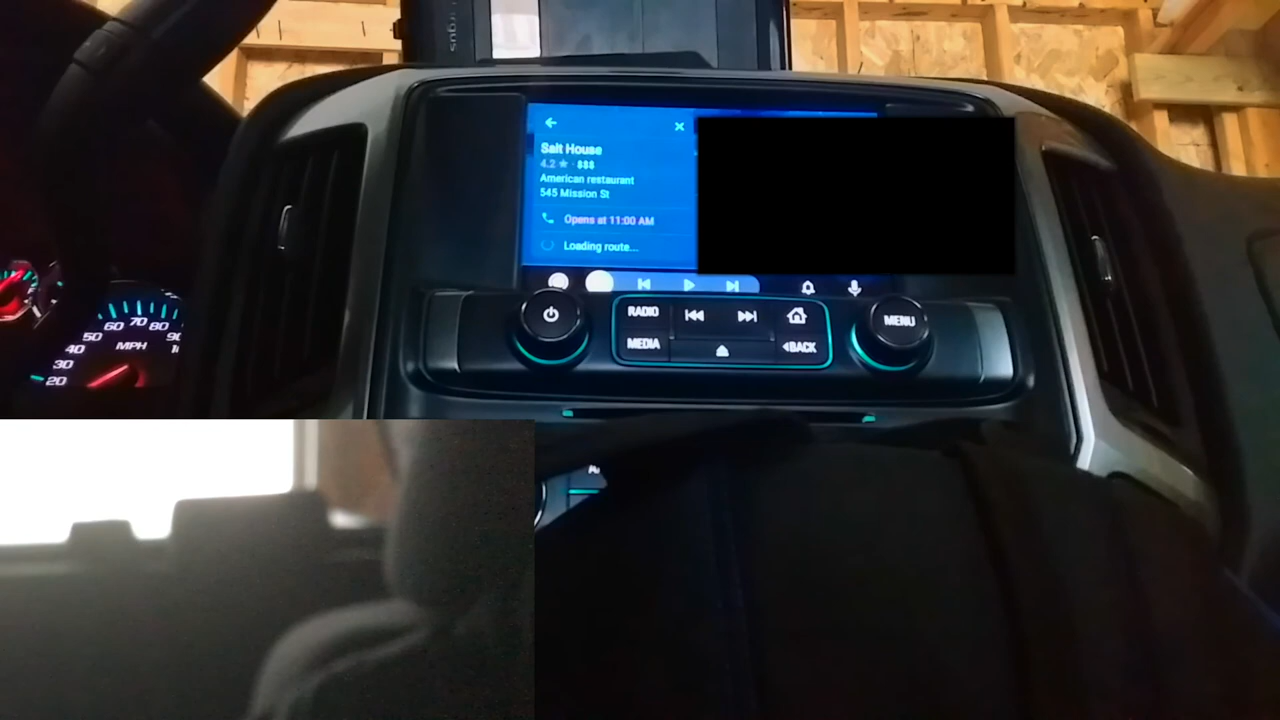 argus
Salt House
4.2 ★ · $$$
American restaurant
545 Mission St
Opens at 11:00 AM
Loading route...
RADIO
MEDIA
BACK
MENU
20
30
40
50
60
70
80
MPH